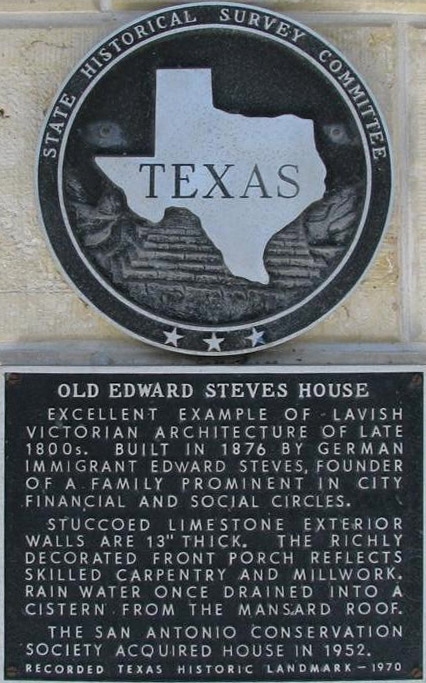 STATE HISTORICAL SURVEY COMMITTEE
TEXAS
OLD EDWARD STEVES HOUSE
EXCELLENT EXAMPLE OF LAVISH
VICTORIAN ARCHITECTURE OF LATE
1800s. BUILT IN 1876 BY GERMAN
IMMIGRANT EDWARD STEVES, FOUNDER
OF A FAMILY PROMINENT IN CITY
FINANCIAL AND SOCIAL CIRCLES.
STUCCOED LIMESTONE EXTERIOR
WALLS ARE 13" THICK. THE RICHLY
DECORATED FRONT PORCH REFLECTS
SKILLED CARPENTRY AND MILLWORK.
RAIN WATER ONCE DRAINED INTO A
CISTERN FROM THE MANSARD ROOF.
THE SAN ANTONIO CONSERVATION
SOCIETY ACQUIRED HOUSE IN 1952.
RECORDED TEXAS HISTORIC LANDMARK – 1970